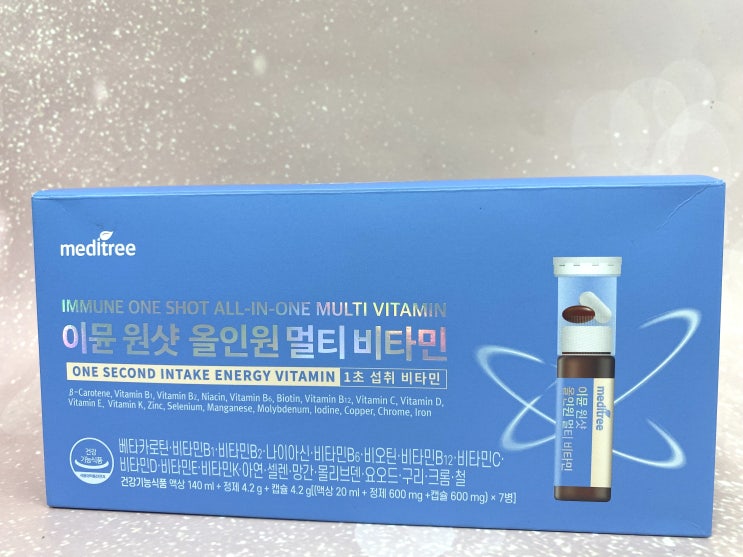 meditree
IMMUNE ONE SHOT ALL-IN-ONE MULTI VITAMIN
이뮨 원샷 올인원 멀티 비타민
ONE SECOND INTAKE ENERGY VITAMIN 1초 섭취 비타민
β-Carotene, Vitamin B1, Vitamin B2, Niacin, Vitamin B6, Biotin, Vitamin B12, Vitamin C, Vitamin D,
Vitamin E, Vitamin K, Zinc, Selenium, Manganese, Molybdenum, Iodine, Copper, Chrome, Iron
건강
기능식품
베타카로틴·비타민B1·비타민B2·나이아신·비타민B6·비오틴·비타민B12·비타민C·
비타민D·비타민E·비타민K·아연·셀렌·망간·몰리브덴·요오드·구리·크롬·철
건강기능식품 액상 140 ml + 정제 4.2 g + 캡슐 4.2 g[(액상 20 ml + 정제 600 mg +캡슐 600 mg) × 7병]
meditree
이뮨 원샷
올인원 멀티 비타민